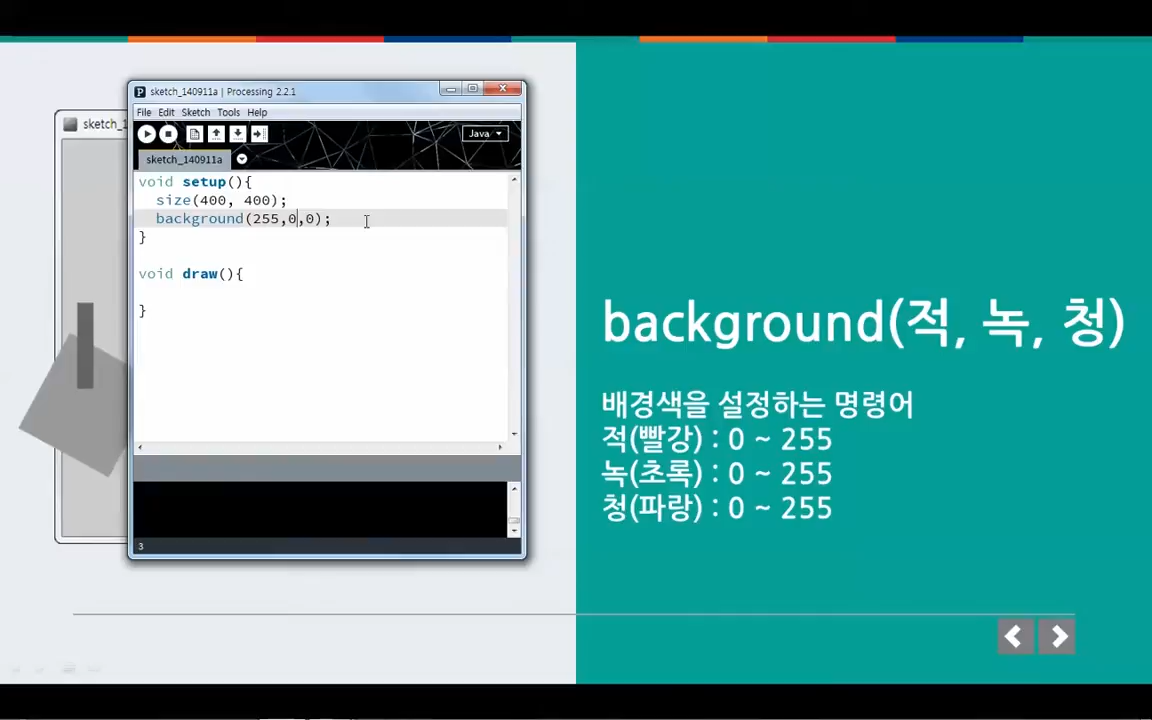 sketch_1
sketch_140911a | Processing 2.2.1
File Edit Sketch Tools Help
Java
sketch_140911a
void setup(){
size(400, 400);
background(255,0,0);
}
void draw(){
}
3
background(적, 녹, 청)
배경색을 설정하는 명령어
적(빨강) : 0 ~ 255
녹(초록) : 0 ~ 255
청(파랑) : 0 ~ 255